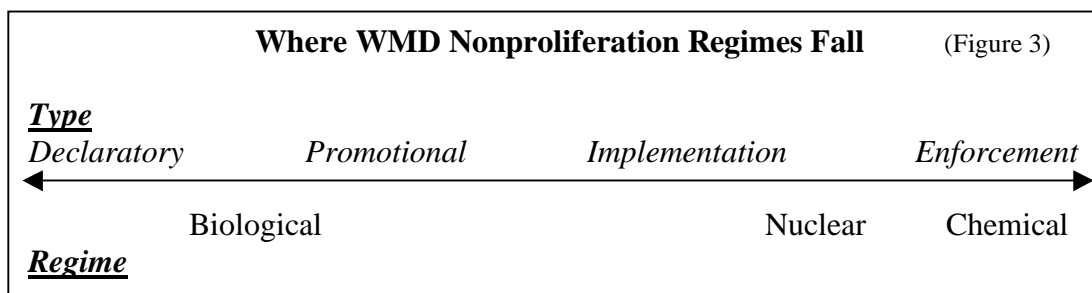 Where WMD Nonproliferation Regimes Fall (Figure 3)
Type
Declaratory Promotional Implementation Enforcement
Biological Nuclear Chemical
Regime